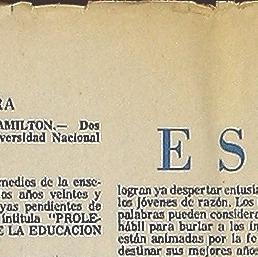 RA
AMILTON.— Dos
versidad Nacional
medios de la ense-
os años veintes y
yas pendientes de
intitula "PROLE-
E LA EDUCACION
E S
logran ya despertar entusia
los jóvenes de razón. Los
palabras pueden considera
hábil para burlar a los in
están animadas por la fe
destinar sus mejores años